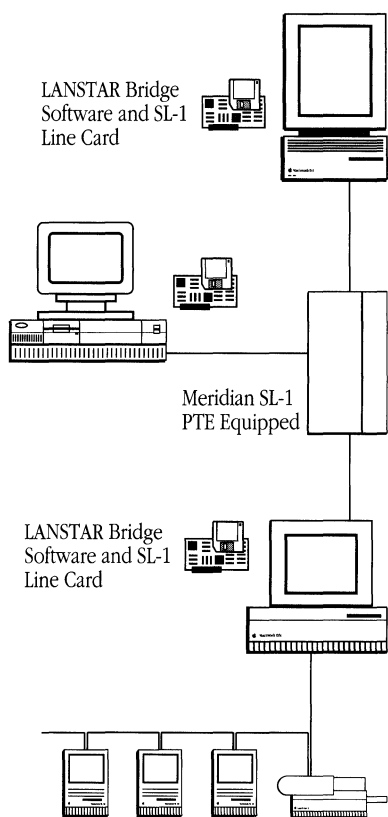 LANSTAR Bridge
Software and SL-1
Line Card
Meridian SL-1
PTE Equipped
LANSTAR Bridge
Software and SL-1
Line Card